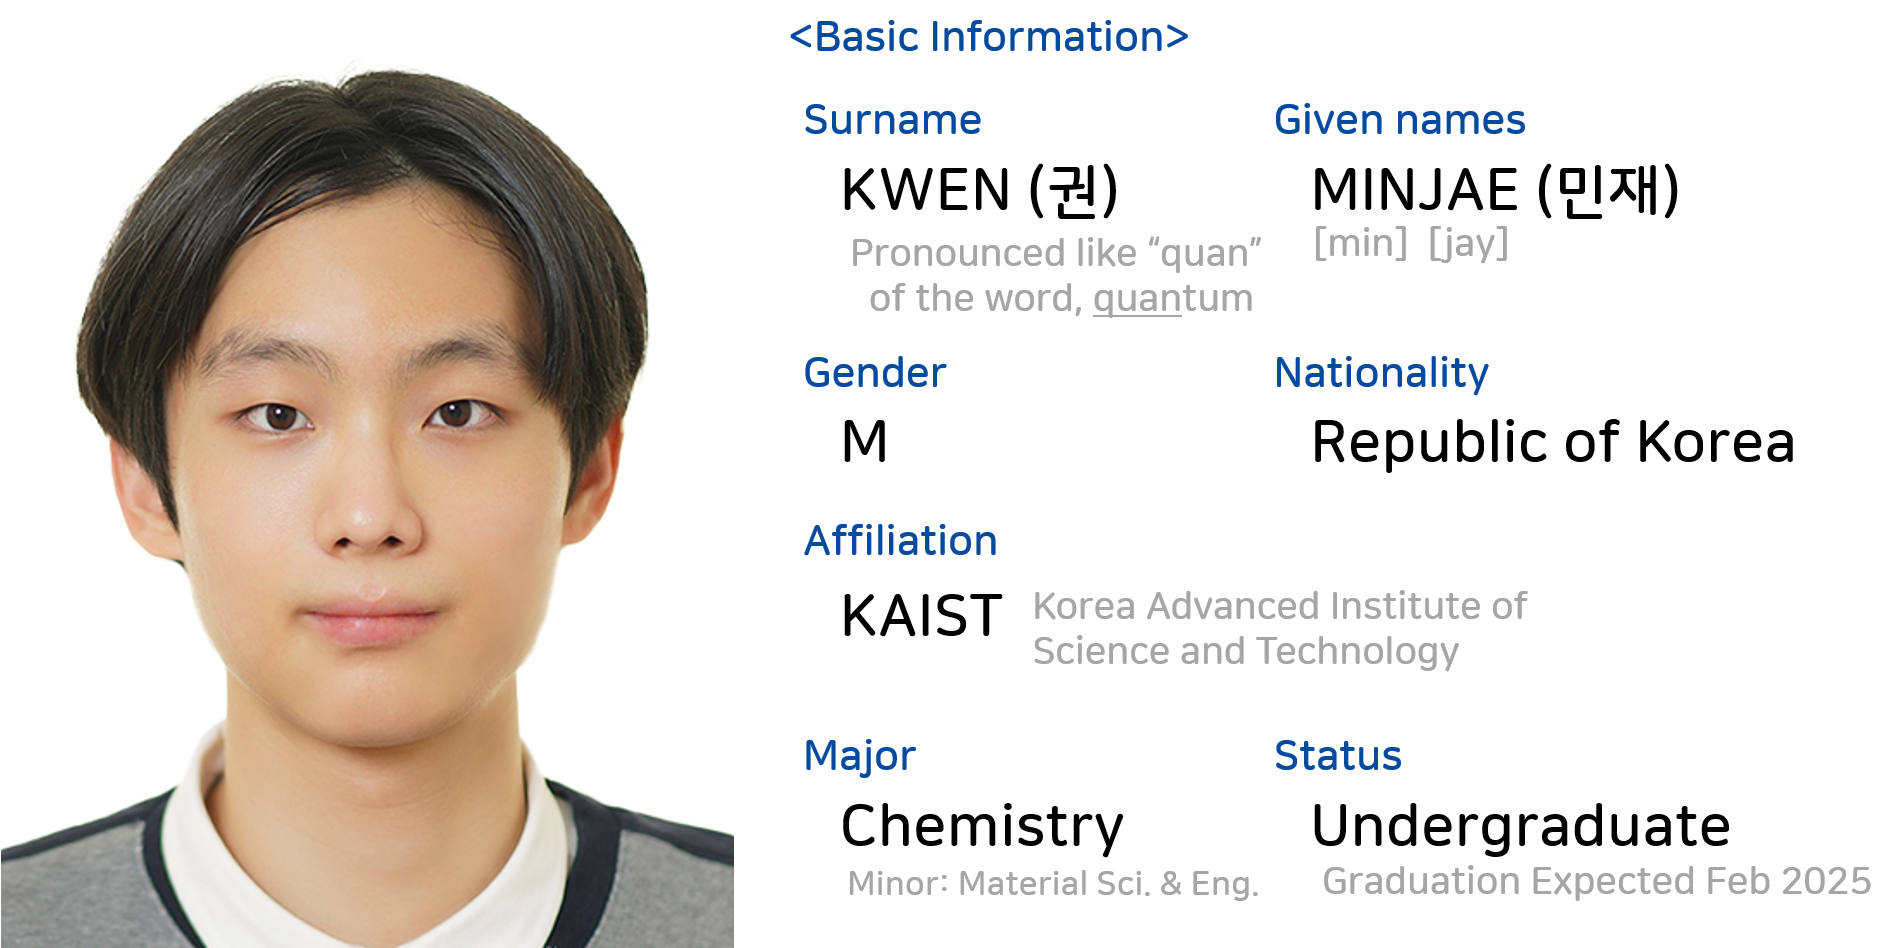 <Basic Information>
Surname
KWEN (권)
Pronounced like “quan”
of the word, quantum
Given names
MINJAE (민재)
[min] [jay]
Gender
M
Nationality
Republic of Korea
Affiliation
KAIST
Korea Advanced Institute of
Science and Technology
Major
Chemistry
Minor: Material Sci. & Eng.
Status
Undergraduate
Graduation Expected Feb 2025